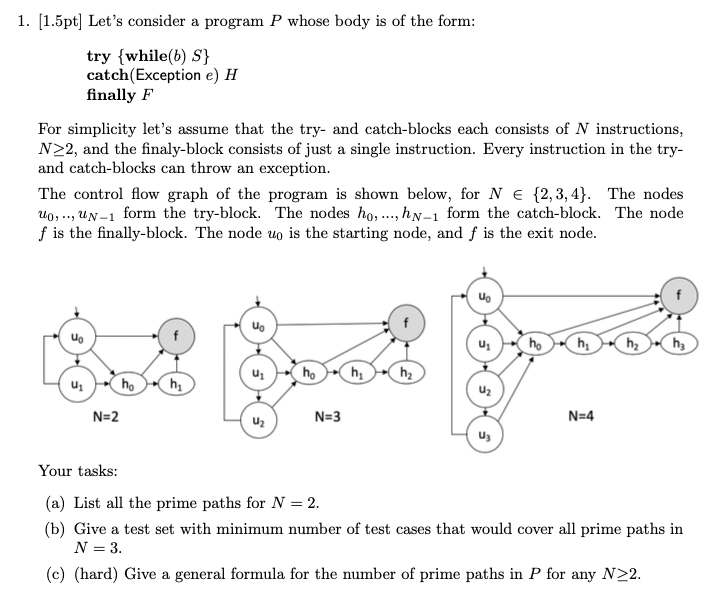 1. [1.5pt] Let's consider a program P whose body is of the form:
try {while(b) S}
catch(Exception e) H
finally F
For simplicity let's assume that the try- and catch-blocks each consists of N instructions,
N≥2, and the finaly-block consists of just a single instruction. Every instruction in the try-
and catch-blocks can throw an exception.
The control flow graph of the program is shown below, for N ∈ {2, 3, 4}. The nodes
u₀, .., uN−1 form the try-block. The nodes h₀, ..., hN−1 form the catch-block. The node
f is the finally-block. The node u₀ is the starting node, and f is the exit node.
u₀ f
u₁ h₀ h₁
N=2
u₀ f
u₁ h₀ h₁ h₂
u₂
N=3
u₀ f
u₁ h₀ h₁ h₂ h₃
u₂
u₃
N=4
Your tasks:
(a) List all the prime paths for N = 2.
(b) Give a test set with minimum number of test cases that would cover all prime paths in
N = 3.
(c) (hard) Give a general formula for the number of prime paths in P for any N≥2.